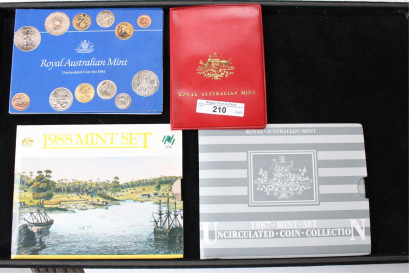 Royal Australian Mint
Uncirculated Coin Set 1984
ROYAL AUSTRALIAN MINT
210
1988 MINT SET
ROYAL · AUSTRALIAN · MINT
1987 · MINT · SET
UNCIRCULATED · COIN · COLLECTION